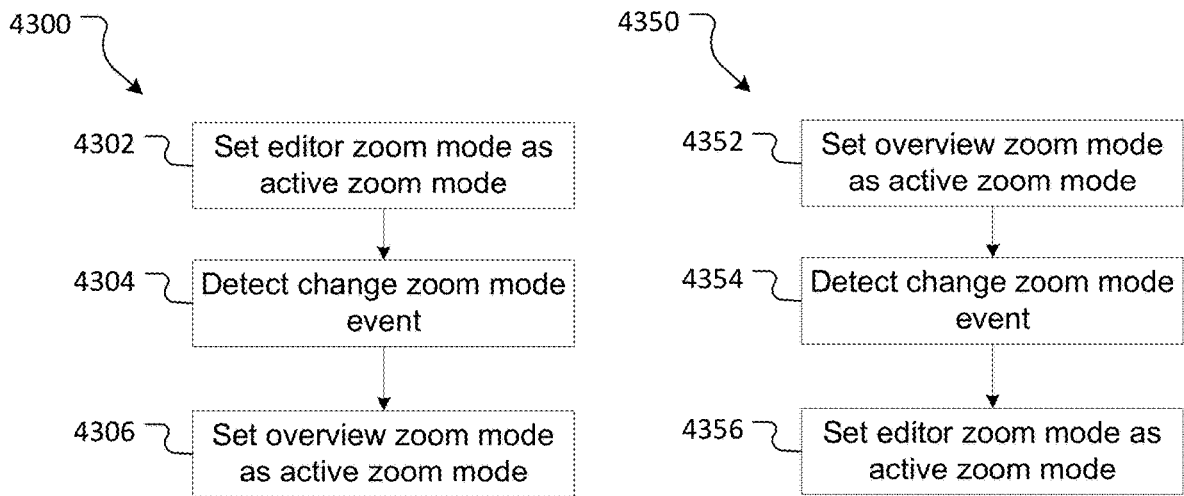 4300
4302
Set editor zoom mode as
active zoom mode
4304
Detect change zoom mode
event
4306
Set overview zoom mode
as active zoom mode
4350
4352
Set overview zoom mode
as active zoom mode
4354
Detect change zoom mode
event
4356
Set editor zoom mode as
active zoom mode